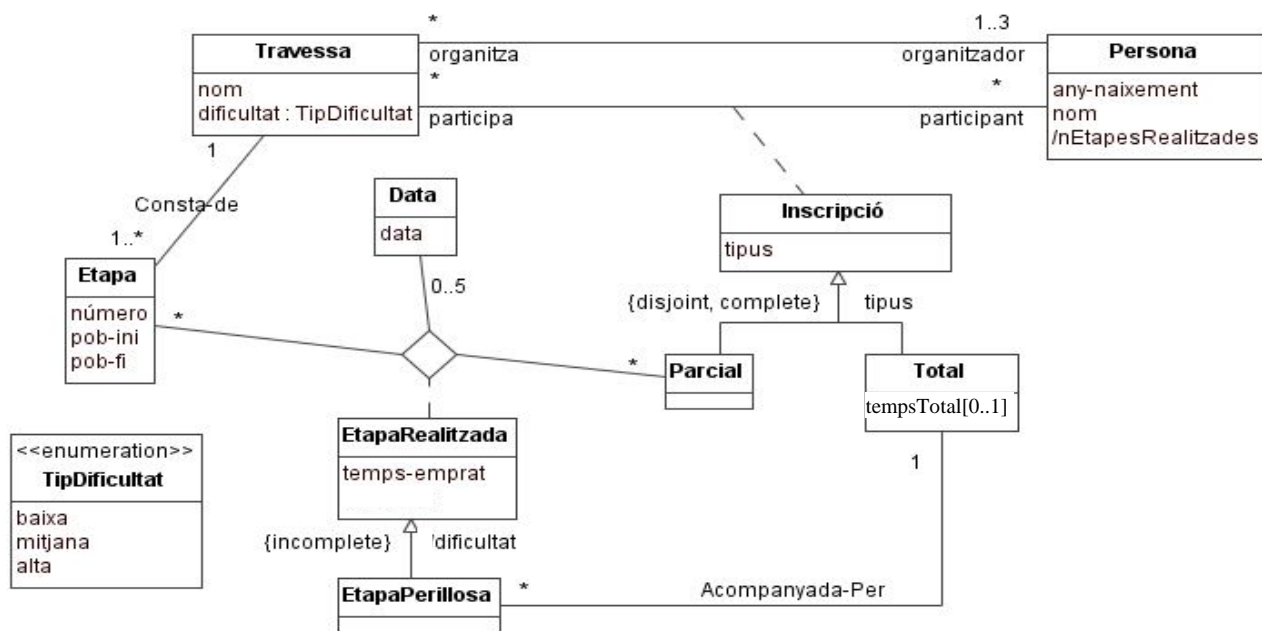 *
1..3
Travessa
organitza
organitzador
Persona
nom
dificultat : TipDificultat
*
*
participa
participant
any-naixement
nom
/nEtapesRealitzades
1
Consta-de
1..*
Data
data
0..5
Inscripció
tipus
{disjoint, complete}
tipus
Etapa
número
pob-ini
pob-fi
*
*
Parcial
Total
tempsTotal[0..1]
<<enumeration>>
TipDificultat
baixa
mitjana
alta
EtapaRealitzada
temps-emprat
1
{incomplete}
/dificultat
EtapaPerillosa
*
Acompanyada-Per